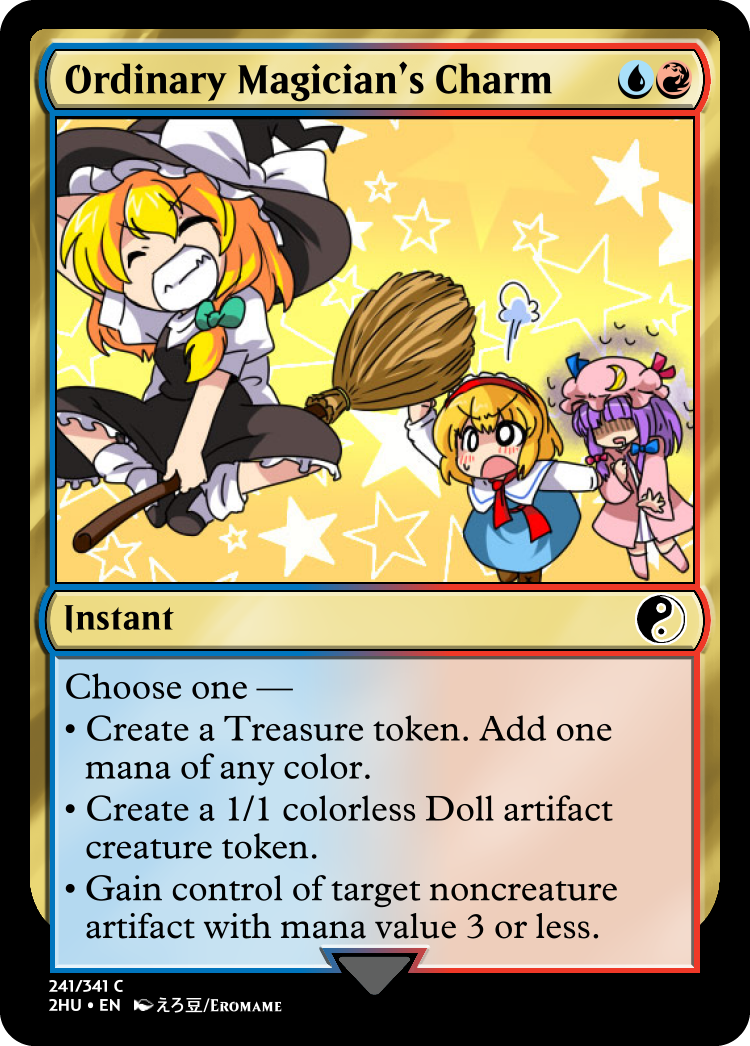 Ordinary Magician's Charm
Instant
Choose one —
• Create a Treasure token. Add one
mana of any color.
• Create a 1/1 colorless Doll artifact
creature token.
• Gain control of target noncreature
artifact with mana value 3 or less.
241/341 C
2HU • EN えろ豆/Eromame